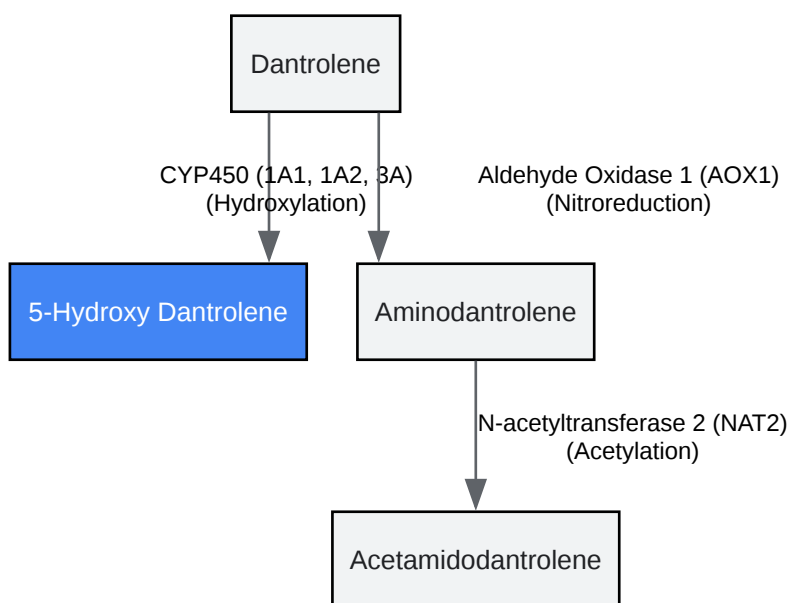 Dantrolene
CYP450 (1A1, 1A2, 3A)
(Hydroxylation)
Aldehyde Oxidase 1 (AOX1)
(Nitroreduction)
5-Hydroxy Dantrolene
Aminodantrolene
N-acetyltransferase 2 (NAT2)
(Acetylation)
Acetamidodantrolene